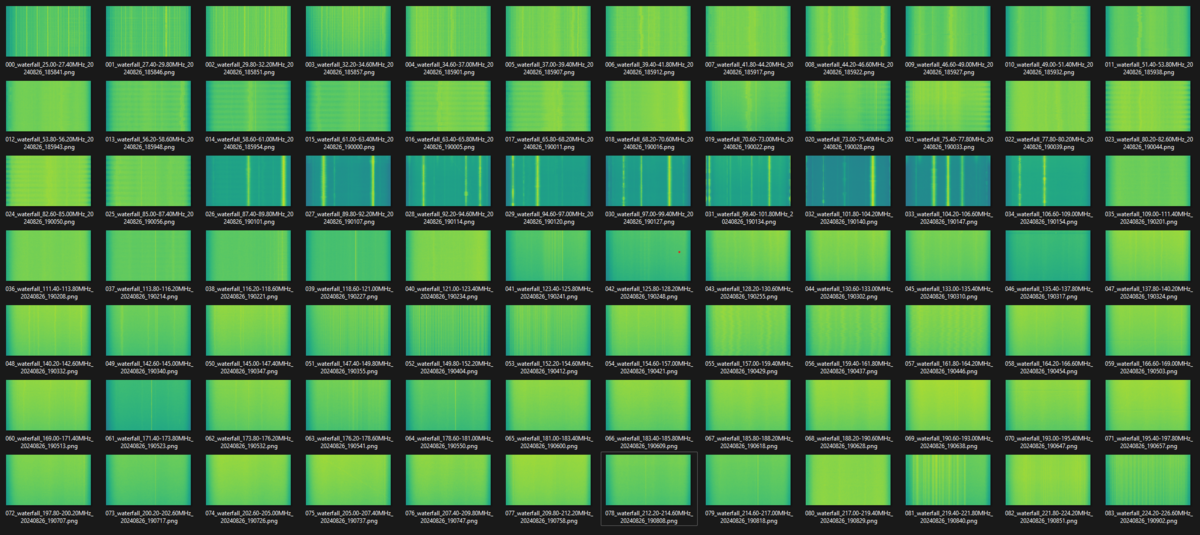 000_waterfall_25.00-27.40MHz_20
240826_185841.png
001_waterfall_27.40-29.80MHz_20
240826_185846.png
002_waterfall_29.80-32.20MHz_20
240826_185851.png
003_waterfall_32.20-34.60MHz_20
240826_185857.png
004_waterfall_34.60-37.00MHz_20
240826_185901.png
005_waterfall_37.00-39.40MHz_20
240826_185907.png
006_waterfall_39.40-41.80MHz_20
240826_185912.png
007_waterfall_41.80-44.20MHz_20
240826_185917.png
008_waterfall_44.20-46.60MHz_20
240826_185922.png
009_waterfall_46.60-49.00MHz_20
240826_185927.png
010_waterfall_49.00-51.40MHz_20
240826_185932.png
011_waterfall_51.40-53.80MHz_20
240826_185938.png
012_waterfall_53.80-56.20MHz_20
240826_185943.png
013_waterfall_56.20-58.60MHz_20
240826_185948.png
014_waterfall_58.60-61.00MHz_20
240826_185954.png
015_waterfall_61.00-63.40MHz_20
240826_190000.png
016_waterfall_63.40-65.80MHz_20
240826_190005.png
017_waterfall_65.80-68.20MHz_20
240826_190011.png
018_waterfall_68.20-70.60MHz_20
240826_190016.png
019_waterfall_70.60-73.00MHz_20
240826_190022.png
020_waterfall_73.00-75.40MHz_20
240826_190028.png
021_waterfall_75.40-77.80MHz_20
240826_190033.png
022_waterfall_77.80-80.20MHz_20
240826_190039.png
023_waterfall_80.20-82.60MHz_20
240826_190044.png
024_waterfall_82.60-85.00MHz_20
240826_190050.png
025_waterfall_85.00-87.40MHz_20
240826_190056.png
026_waterfall_87.40-89.80MHz_20
240826_190101.png
027_waterfall_89.80-92.20MHz_20
240826_190107.png
028_waterfall_92.20-94.60MHz_20
240826_190114.png
029_waterfall_94.60-97.00MHz_20
240826_190120.png
030_waterfall_97.00-99.40MHz_20
240826_190127.png
031_waterfall_99.40-101.80MHz_2
0240826_190134.png
032_waterfall_101.80-104.20MHz_
20240826_190140.png
033_waterfall_104.20-106.60MHz_
20240826_190147.png
034_waterfall_106.60-109.00MHz_
20240826_190154.png
035_waterfall_109.00-111.40MHz_
20240826_190201.png
036_waterfall_111.40-113.80MHz_
20240826_190208.png
037_waterfall_113.80-116.20MHz_
20240826_190214.png
038_waterfall_116.20-118.60MHz_
20240826_190221.png
039_waterfall_118.60-121.00MHz_
20240826_190227.png
040_waterfall_121.00-123.40MHz_
20240826_190234.png
041_waterfall_123.40-125.80MHz_
20240826_190241.png
042_waterfall_125.80-128.20MHz_
20240826_190248.png
043_waterfall_128.20-130.60MHz_
20240826_190255.png
044_waterfall_130.60-133.00MHz_
20240826_190302.png
045_waterfall_133.00-135.40MHz_
20240826_190310.png
046_waterfall_135.40-137.80MHz_
20240826_190317.png
047_waterfall_137.80-140.20MHz_
20240826_190324.png
048_waterfall_140.20-142.60MHz_
20240826_190332.png
049_waterfall_142.60-145.00MHz_
20240826_190340.png
050_waterfall_145.00-147.40MHz_
20240826_190347.png
051_waterfall_147.40-149.80MHz_
20240826_190355.png
052_waterfall_149.80-152.20MHz_
20240826_190404.png
053_waterfall_152.20-154.60MHz_
20240826_190412.png
054_waterfall_154.60-157.00MHz_
20240826_190421.png
055_waterfall_157.00-159.40MHz_
20240826_190429.png
056_waterfall_159.40-161.80MHz_
20240826_190437.png
057_waterfall_161.80-164.20MHz_
20240826_190446.png
058_waterfall_164.20-166.60MHz_
20240826_190454.png
059_waterfall_166.60-169.00MHz_
20240826_190503.png
060_waterfall_169.00-171.40MHz_
20240826_190513.png
061_waterfall_171.40-173.80MHz_
20240826_190523.png
062_waterfall_173.80-176.20MHz_
20240826_190532.png
063_waterfall_176.20-178.60MHz_
20240826_190541.png
064_waterfall_178.60-181.00MHz_
20240826_190550.png
065_waterfall_181.00-183.40MHz_
20240826_190600.png
066_waterfall_183.40-185.80MHz_
20240826_190609.png
067_waterfall_185.80-188.20MHz_
20240826_190618.png
068_waterfall_188.20-190.60MHz_
20240826_190628.png
069_waterfall_190.60-193.00MHz_
20240826_190638.png
070_waterfall_193.00-195.40MHz_
20240826_190647.png
071_waterfall_195.40-197.80MHz_
20240826_190657.png
072_waterfall_197.80-200.20MHz_
20240826_190707.png
073_waterfall_200.20-202.60MHz_
20240826_190717.png
074_waterfall_202.60-205.00MHz_
20240826_190726.png
075_waterfall_205.00-207.40MHz_
20240826_190737.png
076_waterfall_207.40-209.80MHz_
20240826_190747.png
077_waterfall_209.80-212.20MHz_
20240826_190758.png
078_waterfall_212.20-214.60MHz_
20240826_190808.png
079_waterfall_214.60-217.00MHz_
20240826_190818.png
080_waterfall_217.00-219.40MHz_
20240826_190829.png
081_waterfall_219.40-221.80MHz_
20240826_190840.png
082_waterfall_221.80-224.20MHz_
20240826_190851.png
083_waterfall_224.20-226.60MHz_
20240826_190902.png